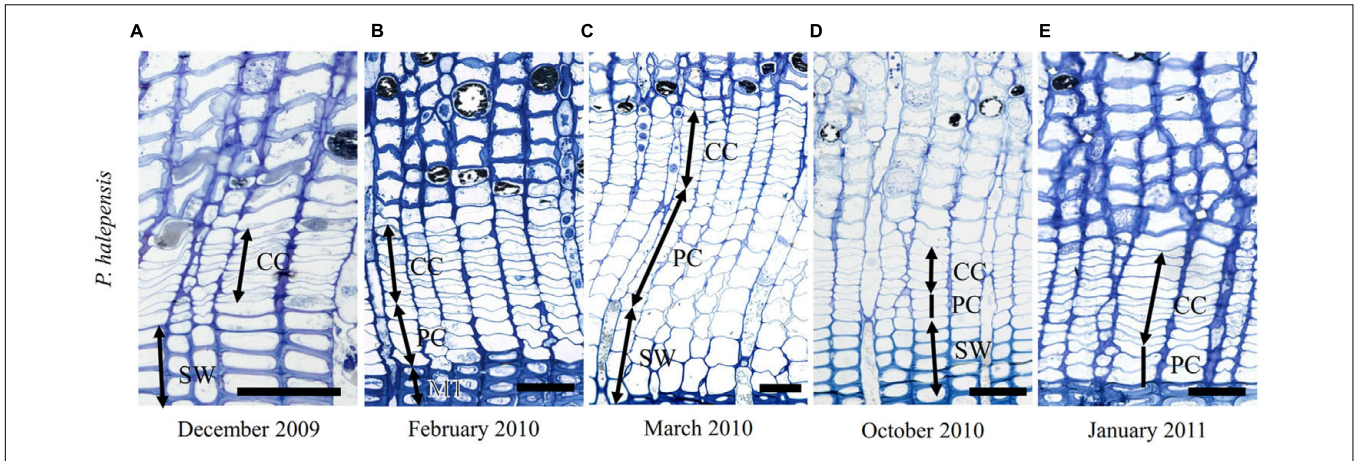 A B C D E
P. halepensis
CC
SW
CC
PC
MT
CC
PC
SW
CC
PC
SW
CC
PC
December 2009 February 2010 March 2010 October 2010 January 2011